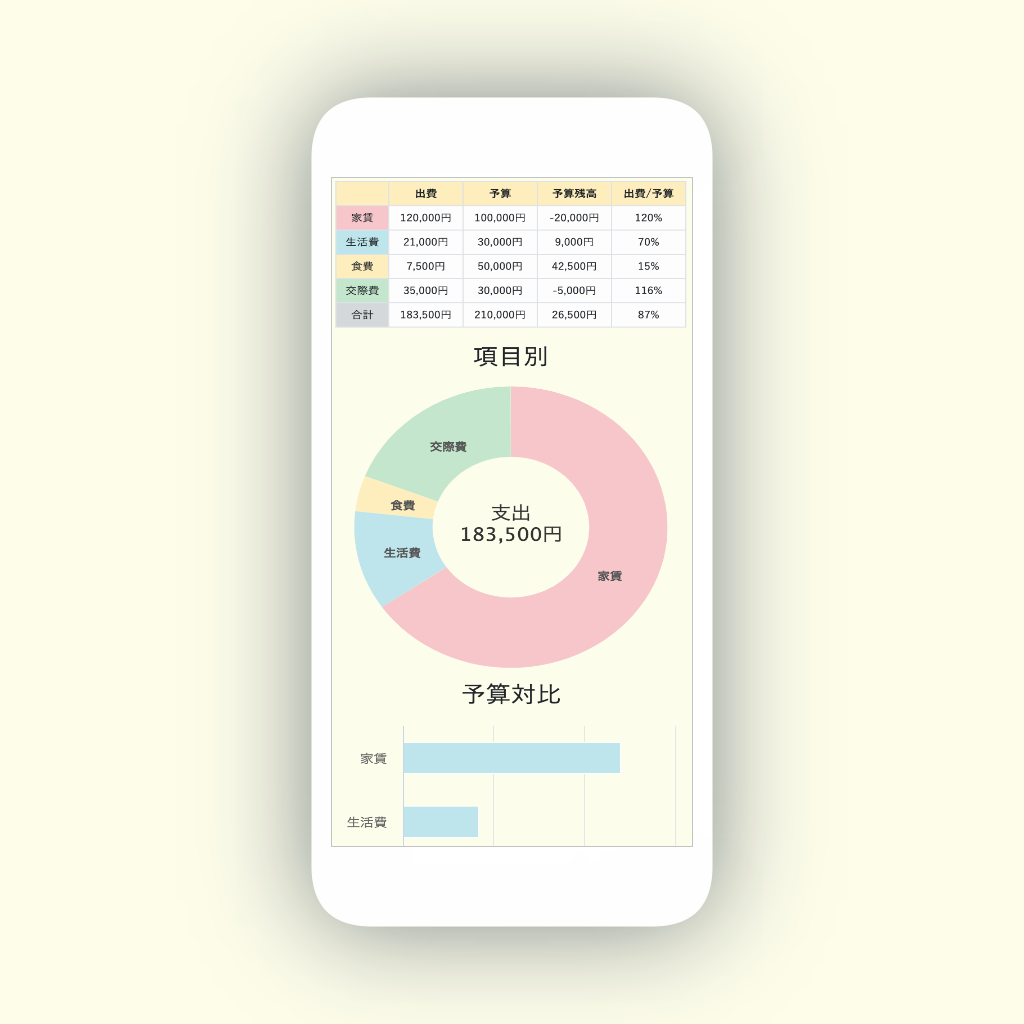 出費 予算 予算残高 出費/予算
家賃 120,000円 100,000円 -20,000円 120%
生活費 21,000円 30,000円 9,000円 70%
食費 7,500円 50,000円 42,500円 15%
交際費 35,000円 30,000円 -5,000円 116%
合計 183,500円 210,000円 26,500円 87%
項目別
交際費
食費
支出
183,500円
生活費
家賃
予算対比
家賃
生活費